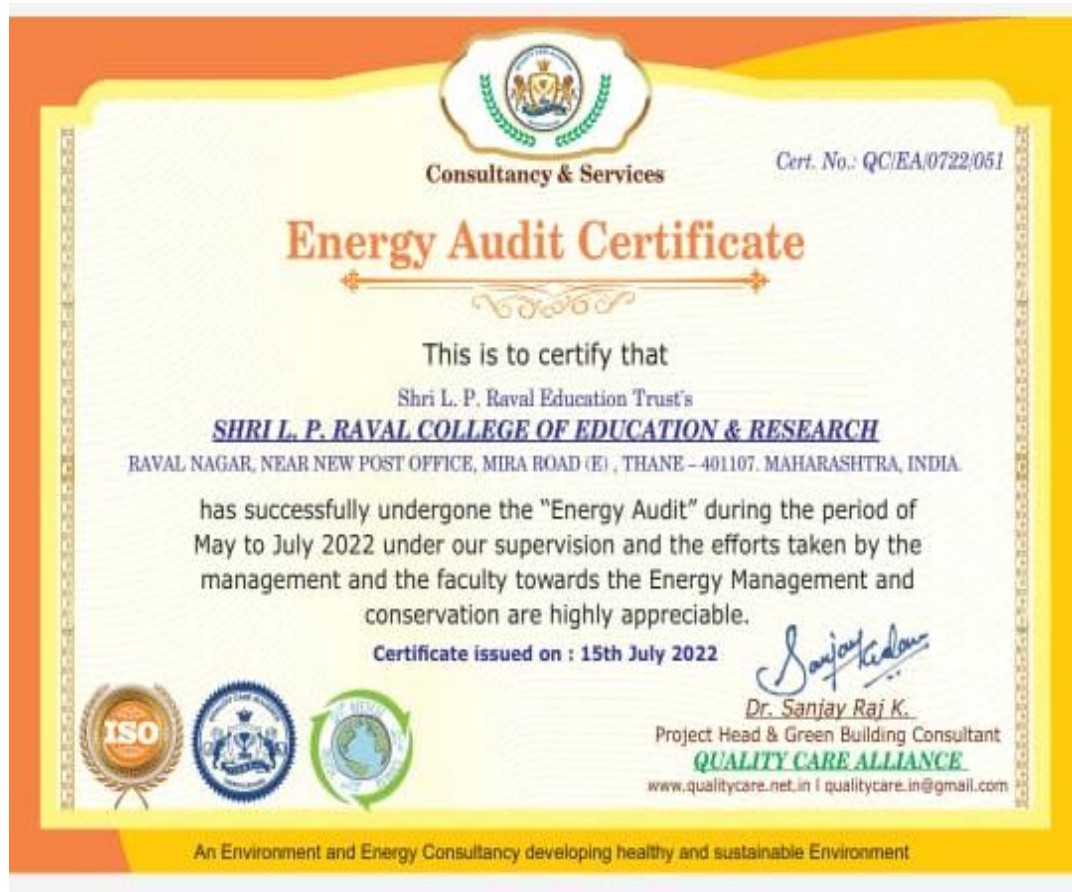 Consultancy & Services
Cert. No.: QC/EA/0722/051
Energy Audit Certificate
This is to certify that
Shri L. P. Raval Education Trust's
SHRI L. P. RAVAL COLLEGE OF EDUCATION & RESEARCH
RAVAL NAGAR, NEAR NEW POST OFFICE, MIRA ROAD (E) , THANE – 401107. MAHARASHTRA, INDIA.
has successfully undergone the “Energy Audit” during the period of
May to July 2022 under our supervision and the efforts taken by the
management and the faculty towards the Energy Management and
conservation are highly appreciable.
Certificate issued on : 15th July 2022
ISO
Dr. Sanjay Raj K.
Project Head & Green Building Consultant
QUALITY CARE ALLIANCE
www.qualitycare.net.in I qualitycare.in@gmail.com
An Environment and Energy Consultancy developing healthy and sustainable Environment